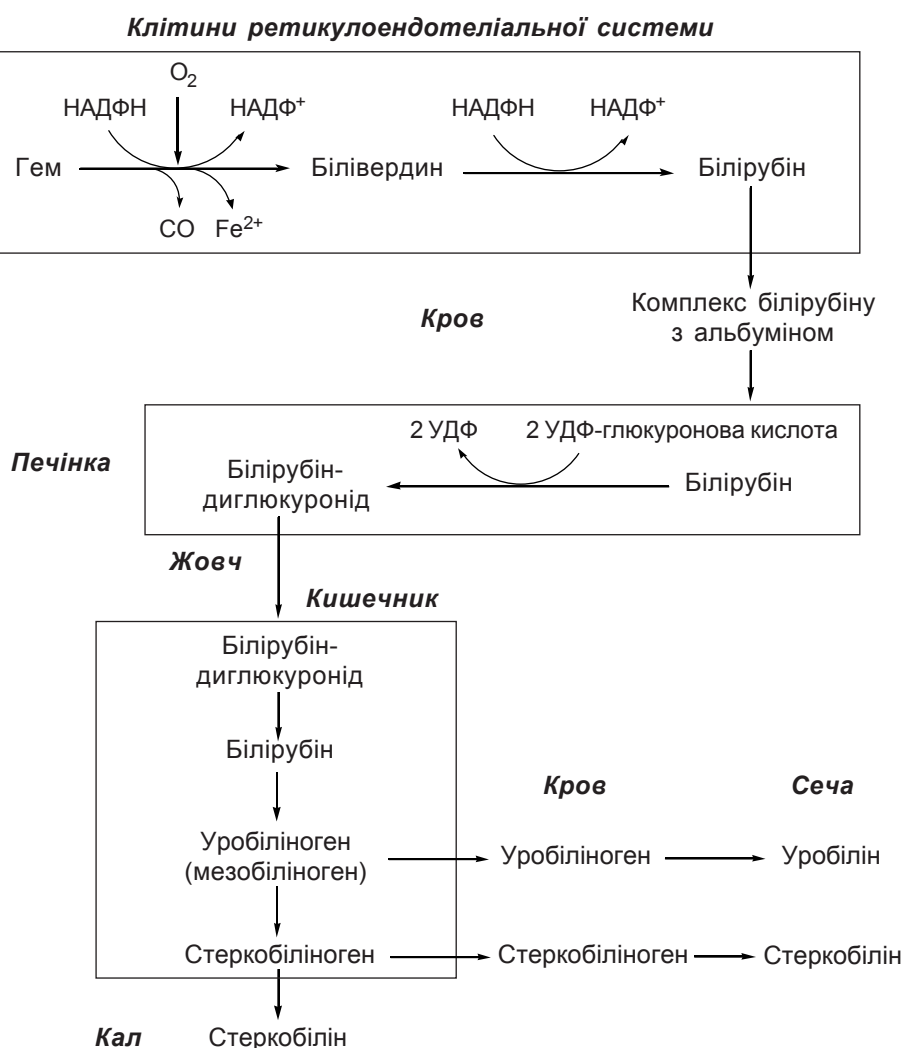 Клітини ретикулоендотеліальної системи
O2
НАДФН НАДФ+ НАДФН НАДФ+
Гем Білівердин Білірубін
CO Fe2+
Кров
Комплекс білірубіну
з альбуміном
Печінка
2 УДФ 2 УДФ-глюкуронова кислота
Білірубін-
диглюкуронід
Білірубін
Жовч
Кишечник
Білірубін-
диглюкуронід
Білірубін
Кров Сеча
Уробіліноген
(мезобіліноген)
Уробіліноген Уробілін
Стеркобіліноген Стеркобіліноген Стеркобілін
Кал Стеркобілін